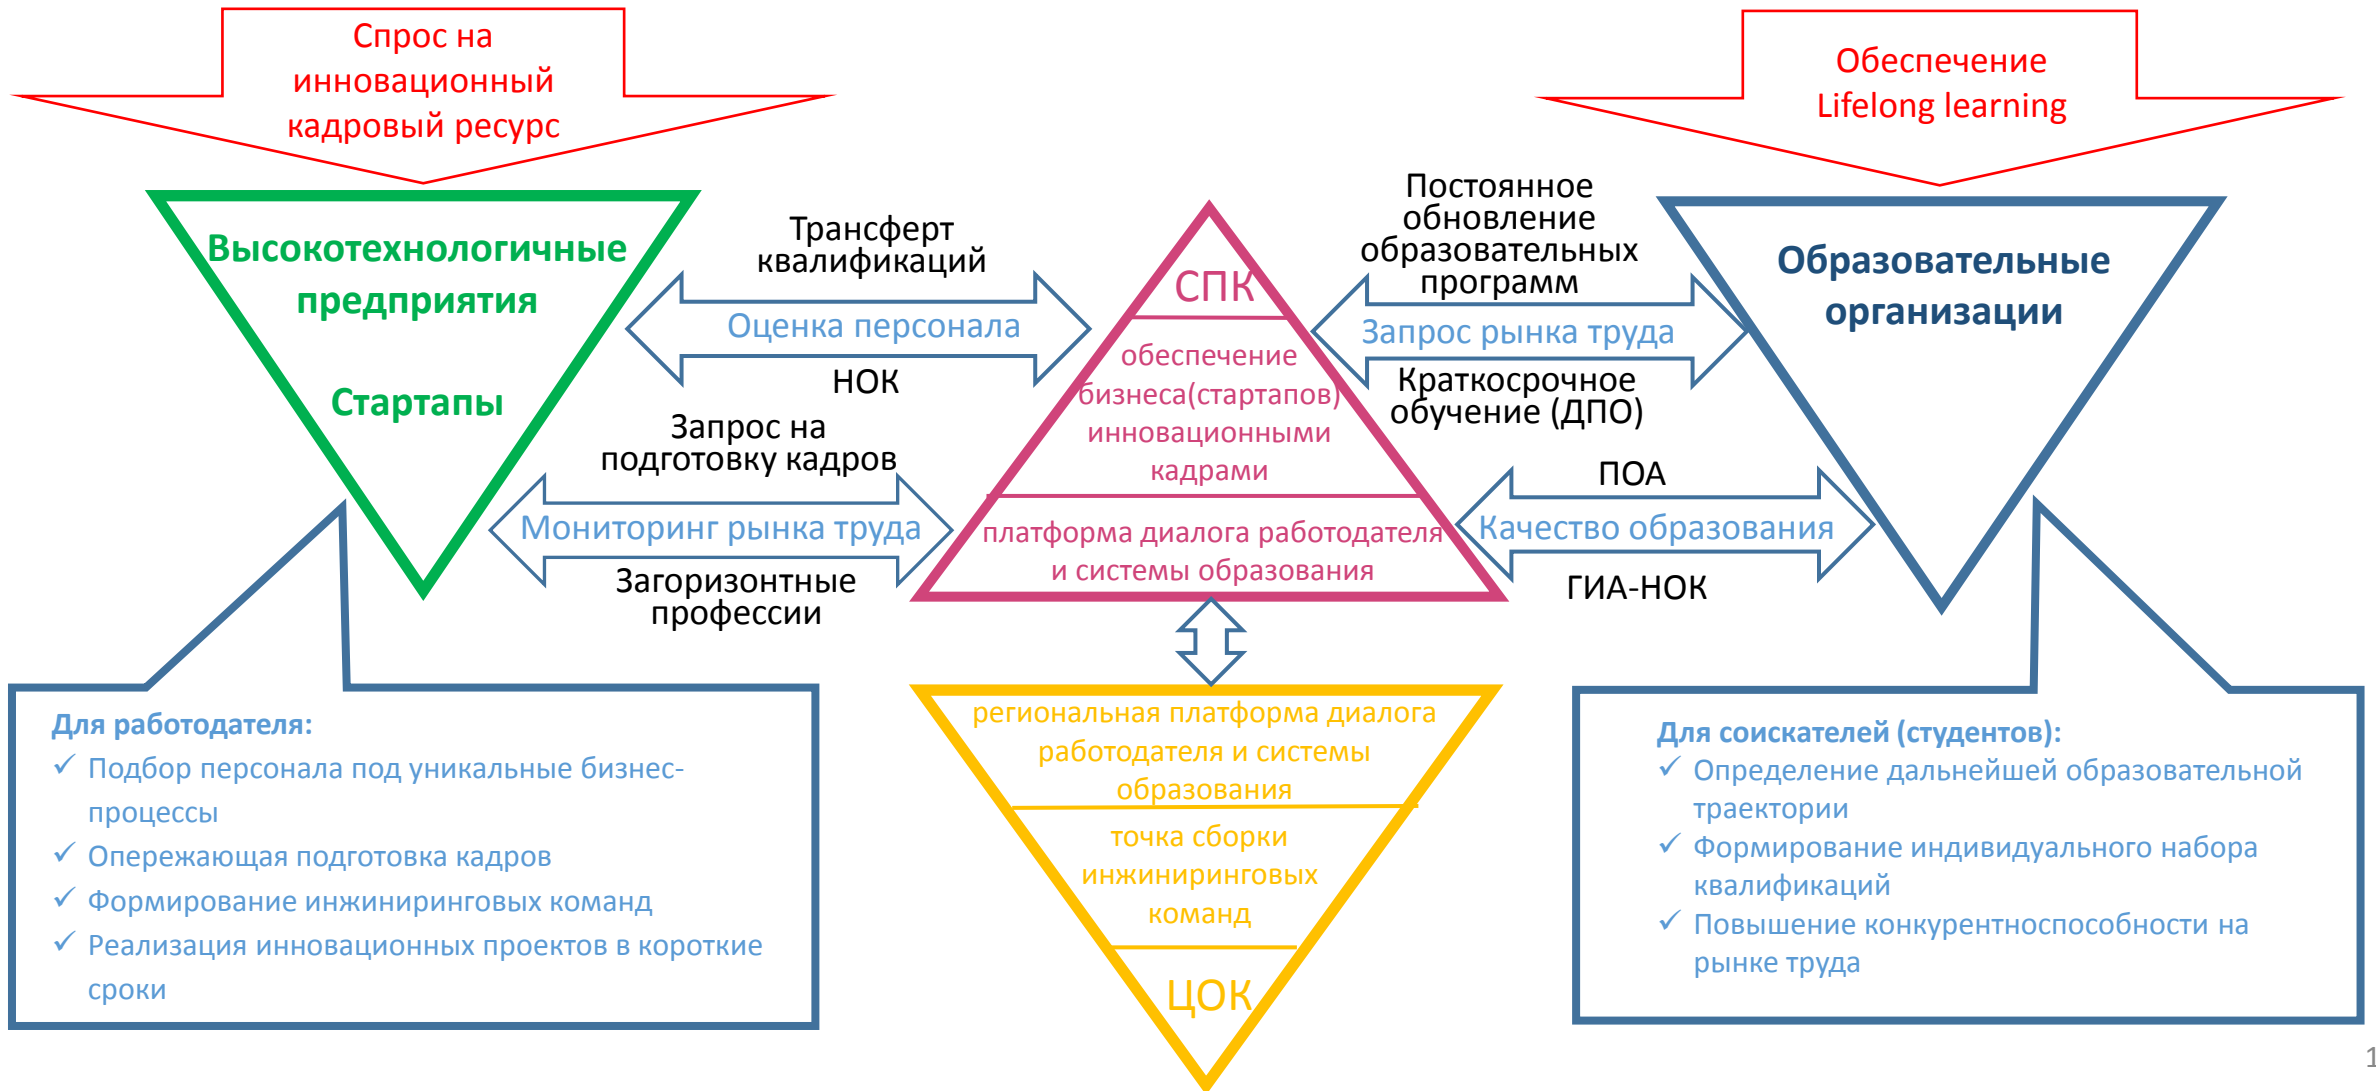 Спрос на
инновационный
кадровый ресурс
Обеспечение
Lifelong learning
Высокотехнологичные
предприятия
Стартапы
Трансферт
квалификаций
Оценка персонала
НОК
Запрос на
подготовку кадров
Мониторинг рынка труда
Загоризонтные
профессии
СПК
обеспечение
бизнеса(стартапов)
инновационными
кадрами
платформа диалога работодателя
и системы образования
Постоянное
обновление
образовательных
программ
Запрос рынка труда
Краткосрочное
обучение (ДПО)
ПОА
Качество образования
ГИА-НОК
Образовательные
организации
Для работодателя:
✓ Подбор персонала под уникальные бизнес-
процессы
✓ Опережающая подготовка кадров
✓ Формирование инжиниринговых команд
✓ Реализация инновационных проектов в короткие
сроки
региональная платформа диалога
работодателя и системы
образования
точка сборки
инжиниринговых
команд
ЦОК
Для соискателей (студентов):
✓ Определение дальнейшей образовательной
траектории
✓ Формирование индивидуального набора
квалификаций
✓ Повышение конкурентноспособности на
рынке труда
1